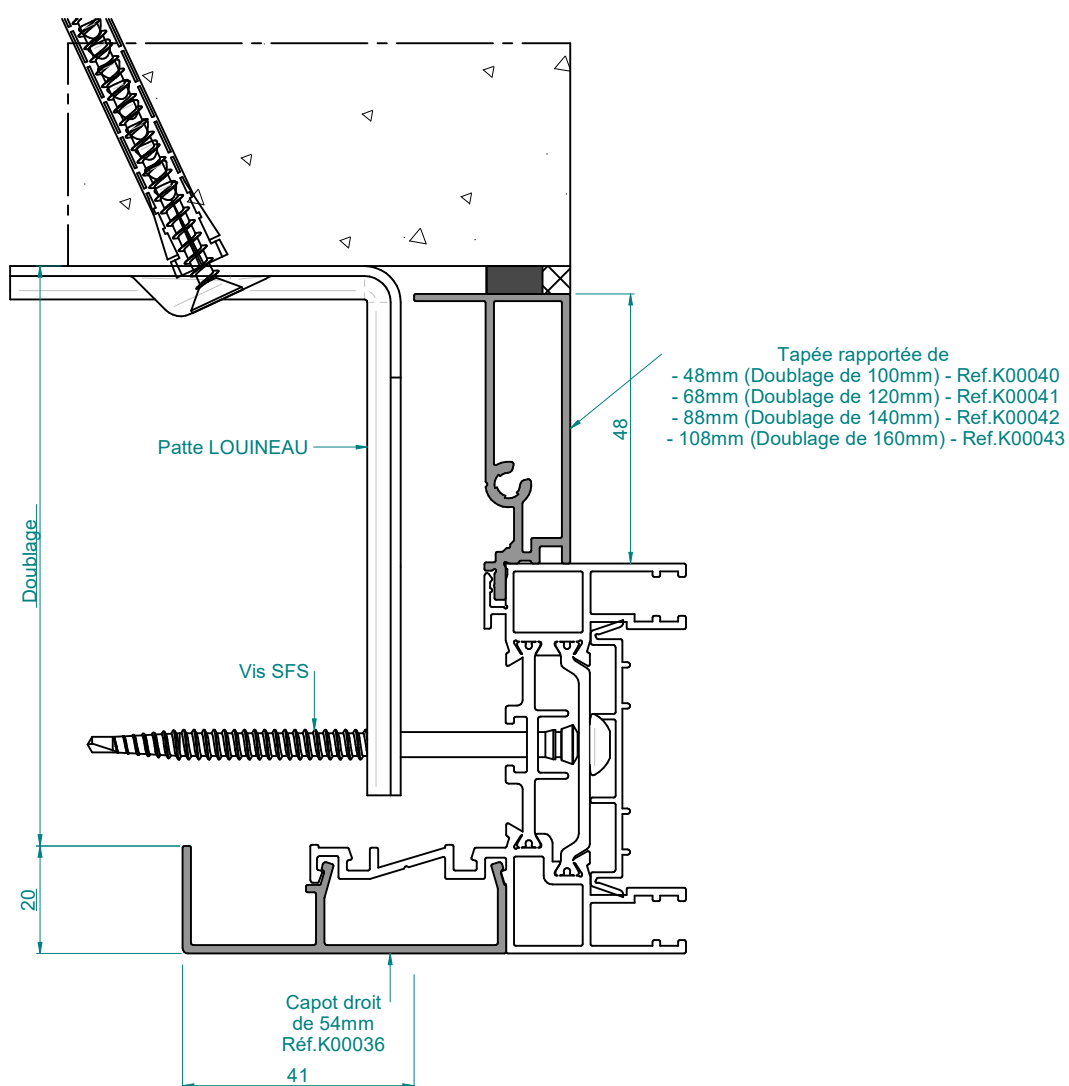 Tapée rapportée de
- 48mm (Doublage de 100mm) - Ref.K00040
- 68mm (Doublage de 120mm) - Ref.K00041
- 88mm (Doublage de 140mm) - Ref.K00042
- 108mm (Doublage de 160mm) - Ref.K00043
48
Patte LOUINEAU
Doublage
Vis SFS
20
Capot droit
de 54mm
Réf.K00036
41